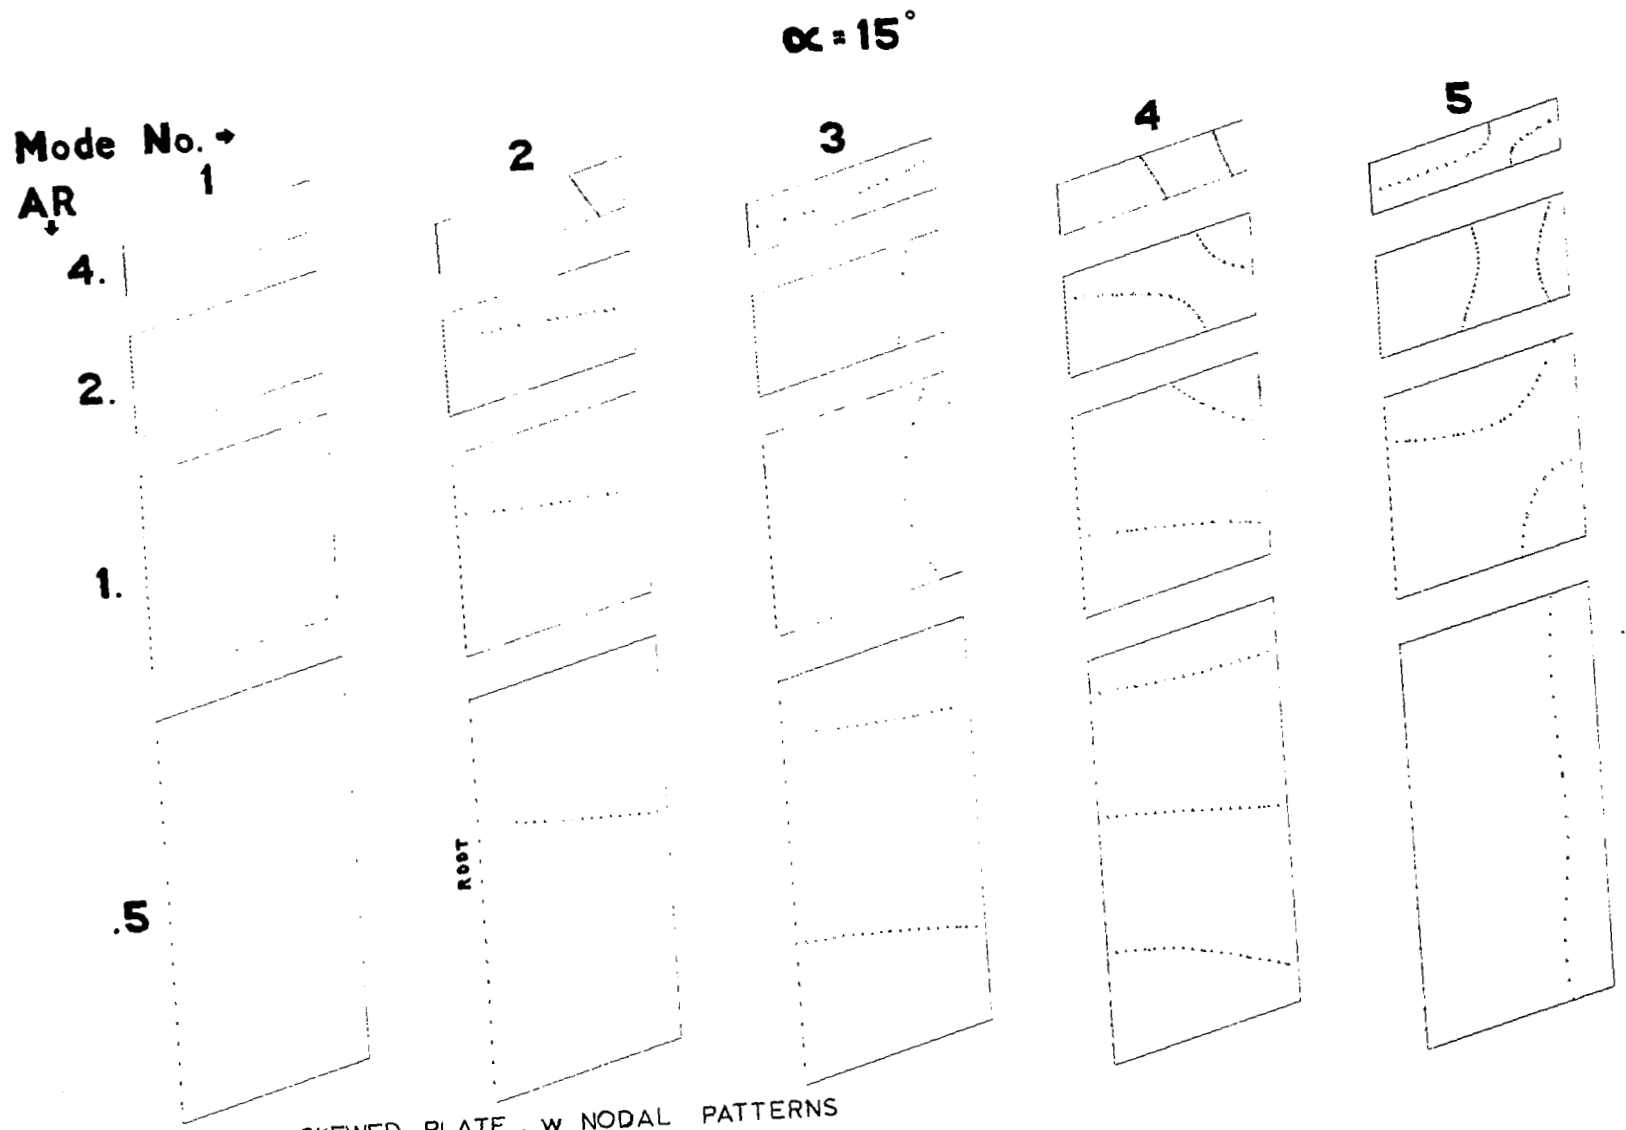 α = 15°
Mode No. → 1 2 3 4 5
AR ↓
4.
2.
1.
.5
ROOT
SKEWED PLATE . W NODAL PATTERNS